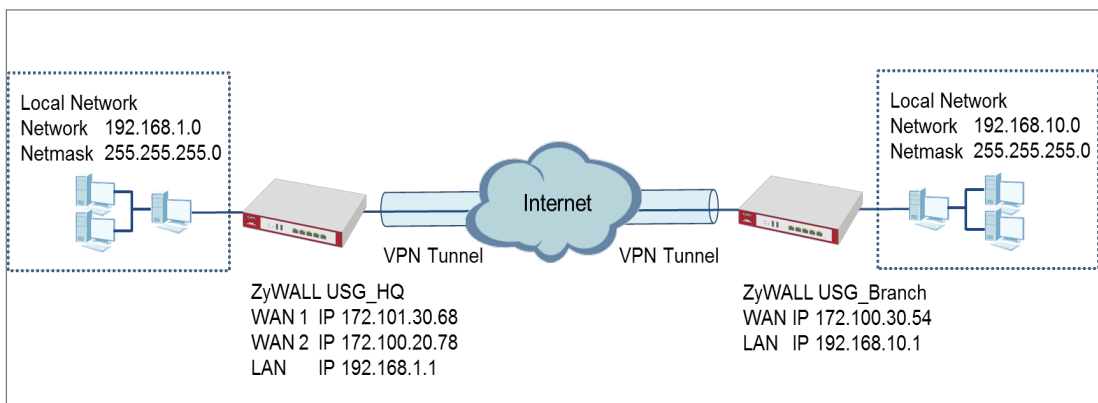 Local Network
Network 192.168.1.0
Netmask 255.255.255.0
Local Network
Network 192.168.10.0
Netmask 255.255.255.0
Internet
VPN Tunnel
VPN Tunnel
ZyWALL USG_HQ
WAN 1 IP 172.101.30.68
WAN 2 IP 172.100.20.78
LAN IP 192.168.1.1
ZyWALL USG_Branch
WAN IP 172.100.30.54
LAN IP 192.168.10.1